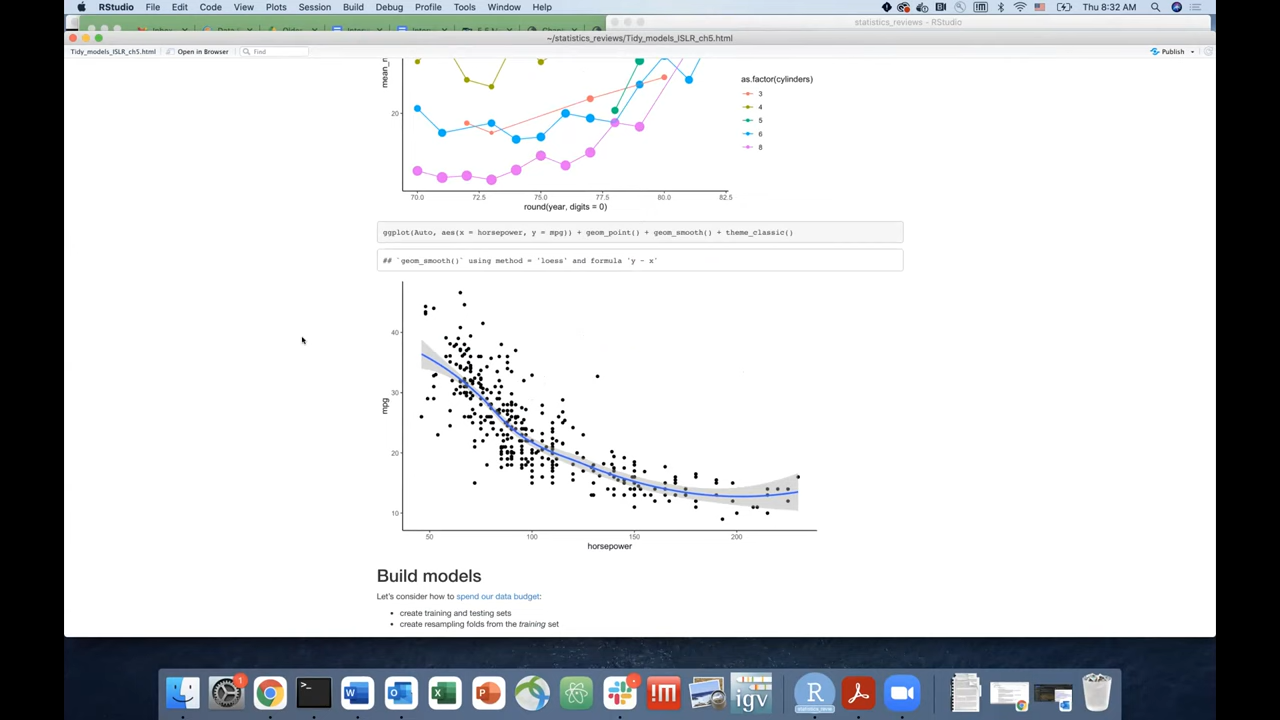 RStudio File Edit Code View Plots Session Build Debug Profile Tools Window Help Thu 8:32 AM
statistics_reviews - RStudio
~/statistics_reviews/Tidy_models_ISLR_ch5.html
Tidy_models_ISLR_ch5.html Open in Browser Find Publish
20
70.0 72.5 75.0 77.5 80.0 82.5
round(year, digits = 0)
as.factor(cylinders)
3
4
5
6
8
ggplot(Auto, aes(x = horsepower, y = mpg)) + geom_point() + geom_smooth() + theme_classic()
## `geom_smooth()` using method = 'loess' and formula 'y ~ x'
40
30
20
10
mpg
50 100 150 200
horsepower
Build models
Let's consider how to spend our data budget:
• create training and testing sets
• create resampling folds from the training set
1
W O X P !M igv R
statistics_review